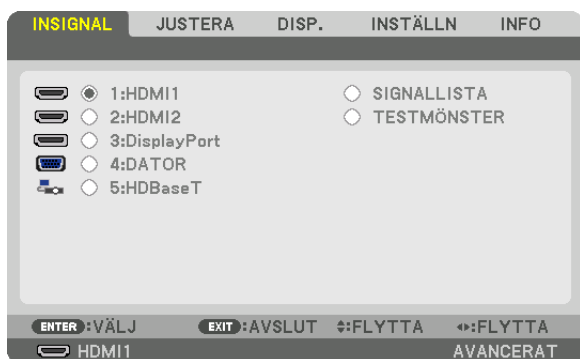 INSIGNAL JUSTERA DISP. INSTÄLLN INFO
1:HDMI1
2:HDMI2
3:DisplayPort
4:DATOR
5:HDBaseT
SIGNALLISTA
TESTMÖNSTER
ENTER:VÄLJ EXIT:AVSLUT :FLYTTA :FLYTTA
HDMI1 AVANCERAT